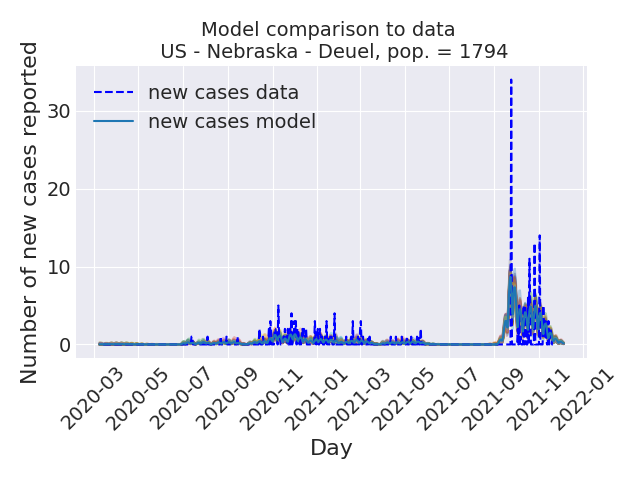 Model comparison to data
US - Nebraska - Deuel, pop. = 1794
Number of new cases reported
new cases data
new cases model
30
20
10
0
2020-03
2020-05
2020-07
2020-09
2020-11
2021-01
2021-03
2021-05
2021-07
2021-09
2021-11
2022-01
Day